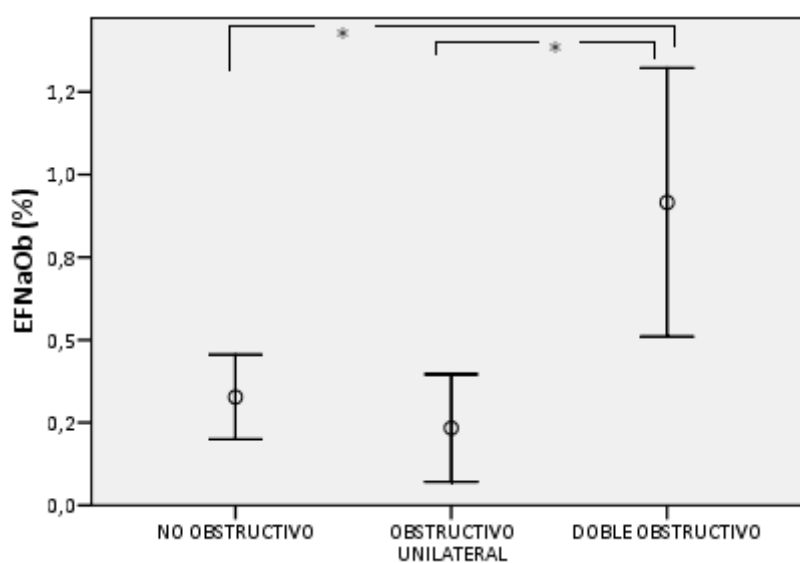 *
*
1,2
1,0
0,8
0,5
0,2
0,0
EFNaOb (%)
NO OBSTRUCTIVO
OBSTRUCTIVO
UNILATERAL
DOBLE OBSTRUCTIVO